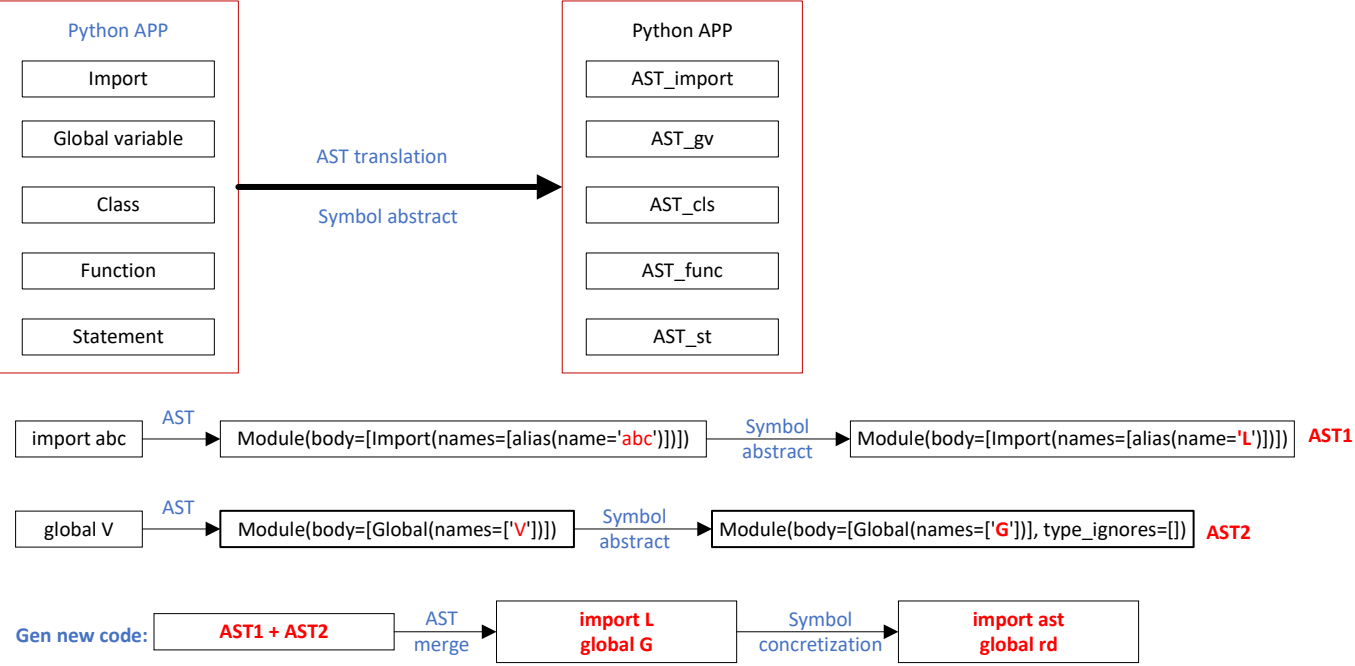 Python APP
Import
Global variable
Class
Function
Statement
AST translation
Symbol abstract
Python APP
AST_import
AST_gv
AST_cls
AST_func
AST_st
import abc
AST
Module(body=[Import(names=[alias(name='abc')])])
Symbol
abstract
Module(body=[Import(names=[alias(name='L')])])
AST1
global V
AST
Module(body=[Global(names=['V'])])
Symbol
abstract
Module(body=[Global(names=['G'])], type_ignores=[])
AST2
Gen new code:
AST1 + AST2
AST
merge
import L
global G
Symbol
concretization
import ast
global rd